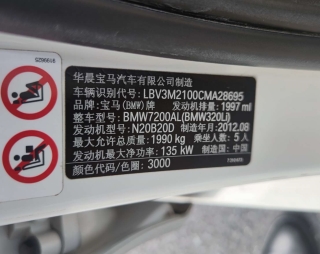 华晨宝马汽车有限公司制造
车辆识别代号: LBV3M2100CMA28695
品牌: 宝马(BMW)牌 发动机排量: 1997 ml
整车型号: BMW7200AL(BMW320Li)
发动机型号: N20B20D 制造年月: 2012.08
最大允许总质量: 1990 kg 乘坐人数: 5 人
发动机最大净功率: 135 kW 制造国: 中国
颜色代码/色圈: 3000